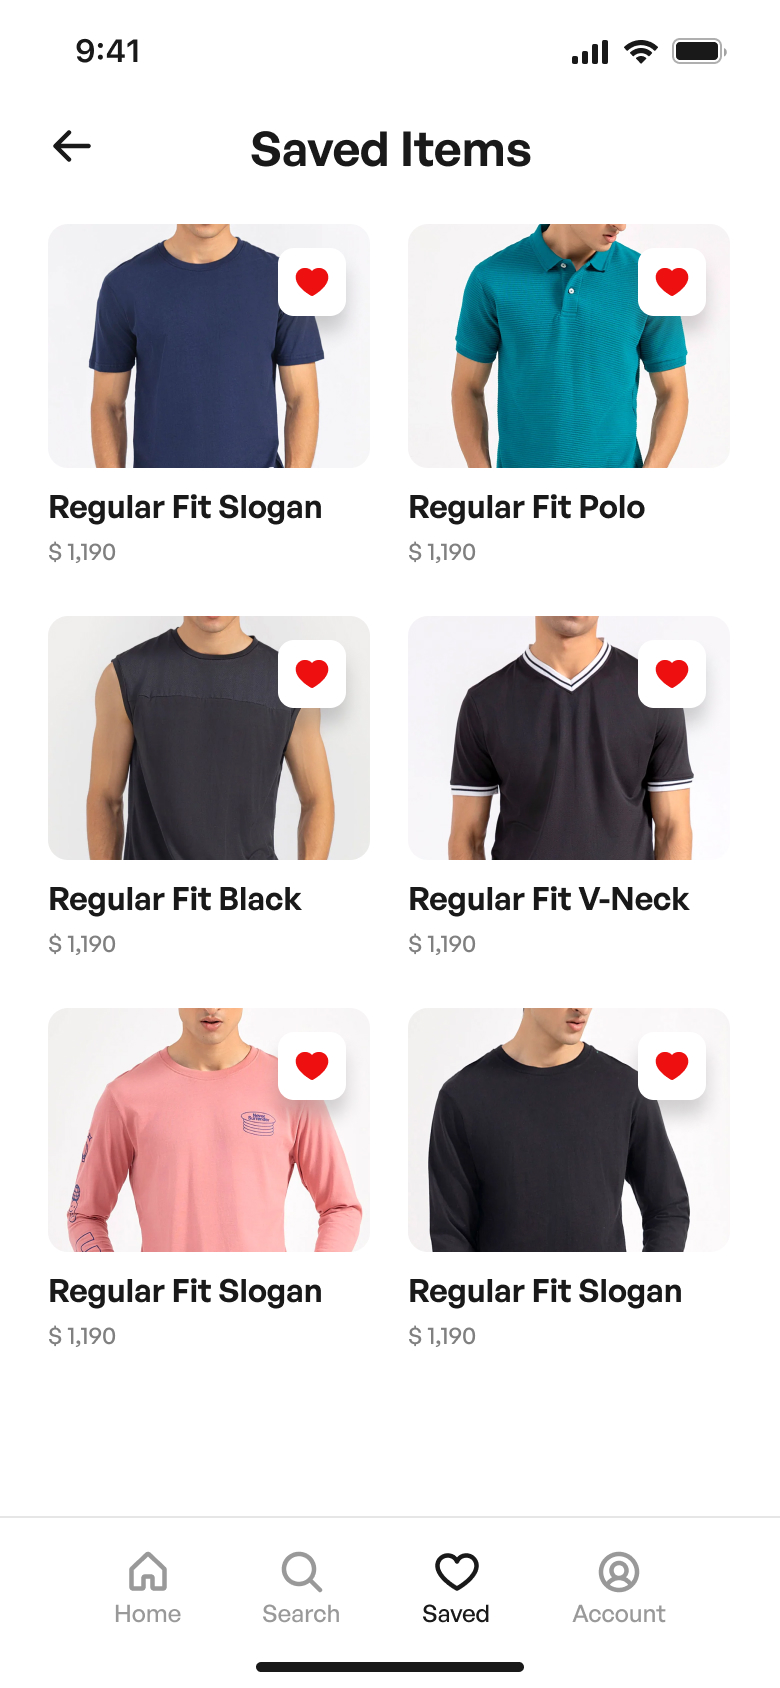 9:41
Saved Items
Regular Fit Slogan
$ 1,190
Regular Fit Polo
$ 1,190
Regular Fit Black
$ 1,190
Regular Fit V-Neck
$ 1,190
Never
Surrender
Regular Fit Slogan
$ 1,190
Regular Fit Slogan
$ 1,190
Home
Search
Saved
Account